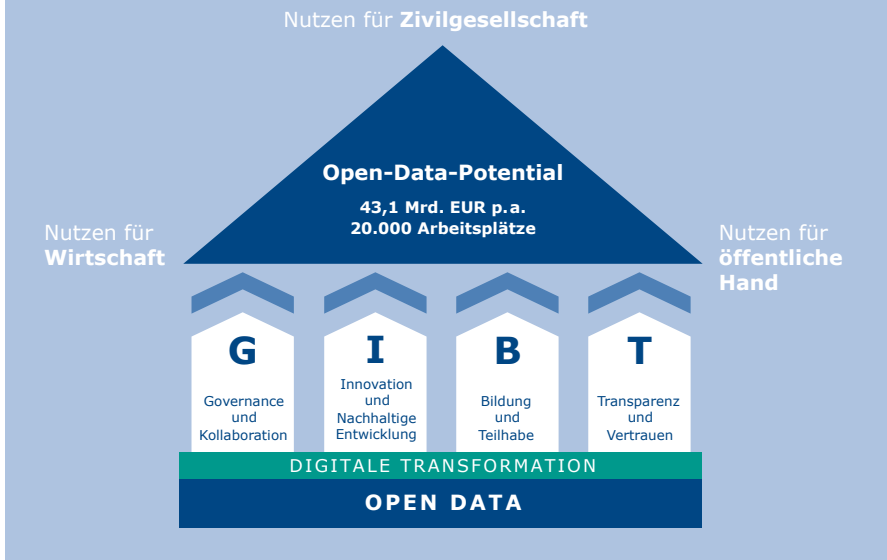 Nutzen für Zivilgesellschaft
Open-Data-Potential
43,1 Mrd. EUR p.a.
20.000 Arbeitsplätze
Nutzen für
Wirtschaft
Nutzen für
öffentliche
Hand
G
Governance
und
Kollaboration
I
Innovation
und
Nachhaltige
Entwicklung
B
Bildung
und
Teilhabe
T
Transparenz
und
Vertrauen
DIGITALE TRANSFORMATION
OPEN DATA